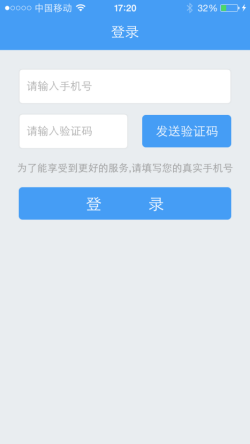 中国移动 17:20 32%
登录
请输入手机号
请输入验证码 发送验证码
为了能享受到更好的服务,请填写您的真实手机号
登 录